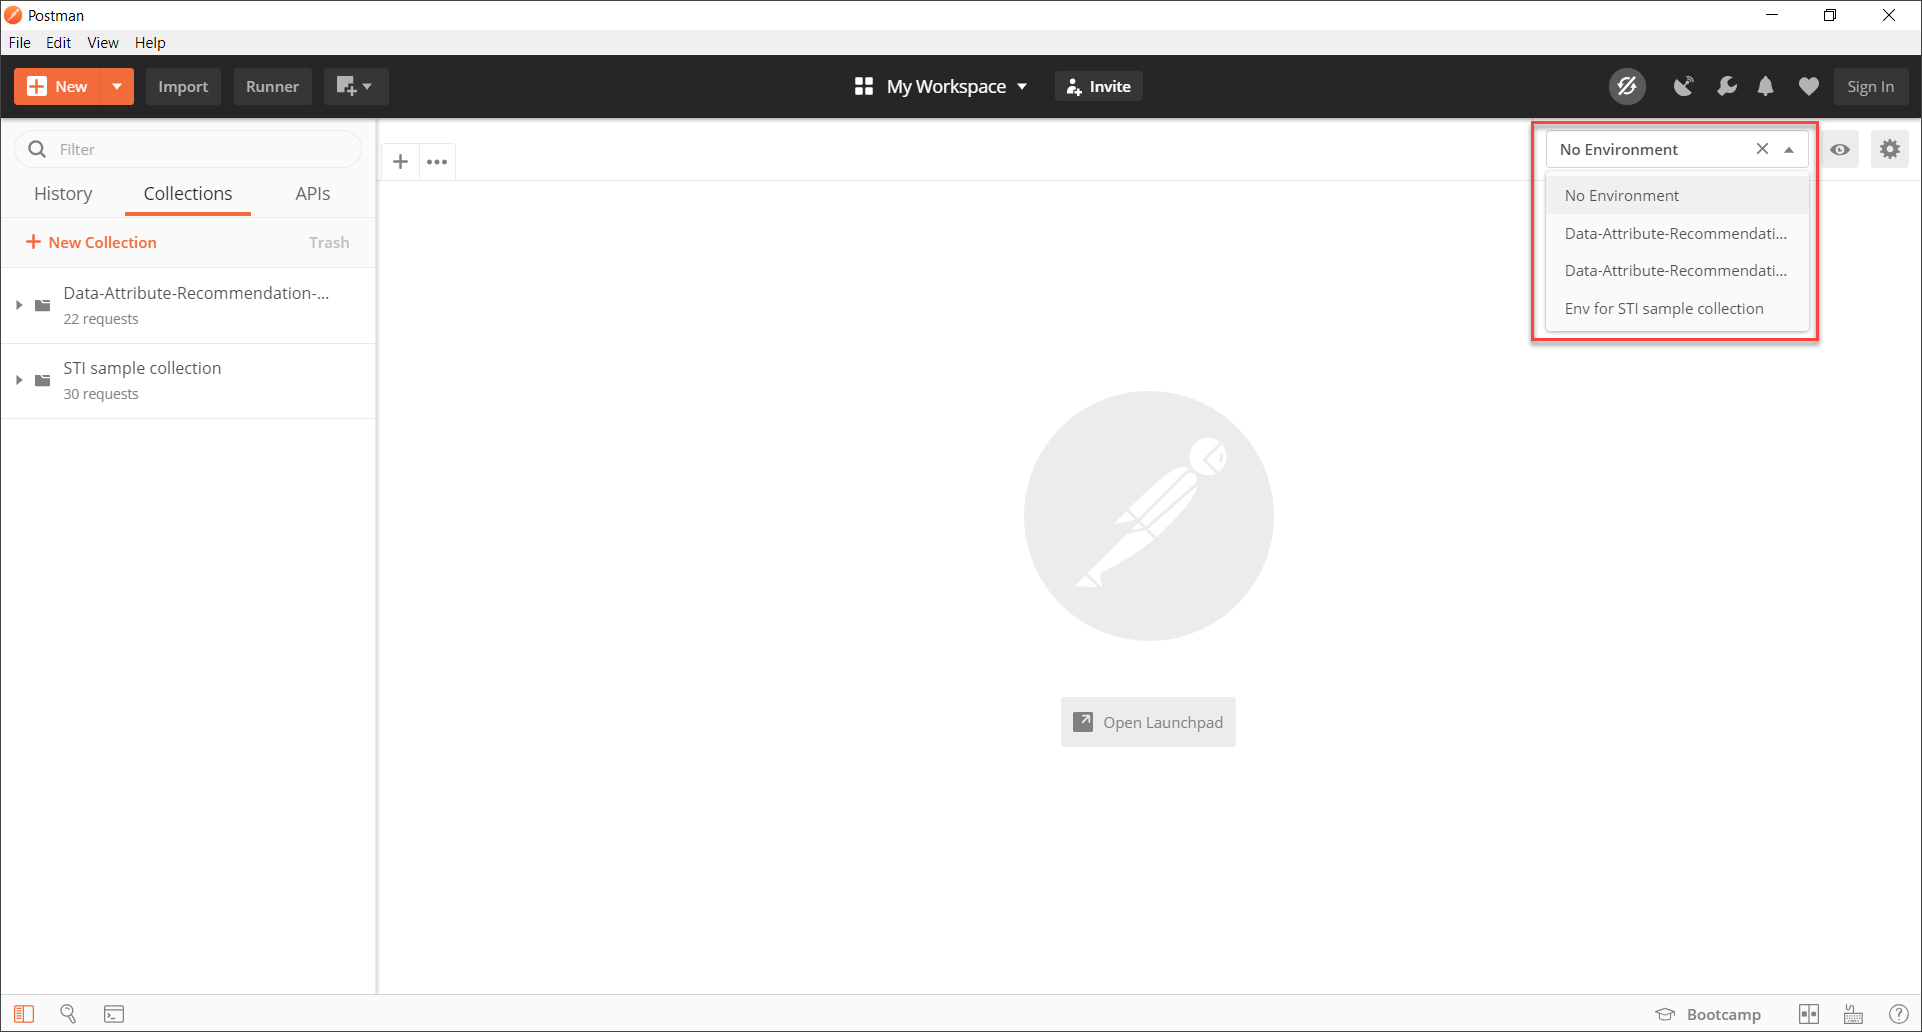 Postman
File Edit View Help
New Import Runner My Workspace Invite Sign In
Filter
History Collections APIs
New Collection Trash
Data-Attribute-Recommendation-...
22 requests
STI sample collection
30 requests
No Environment
No Environment
Data-Attribute-Recommendati...
Data-Attribute-Recommendati...
Env for STI sample collection
Open Launchpad
Bootcamp